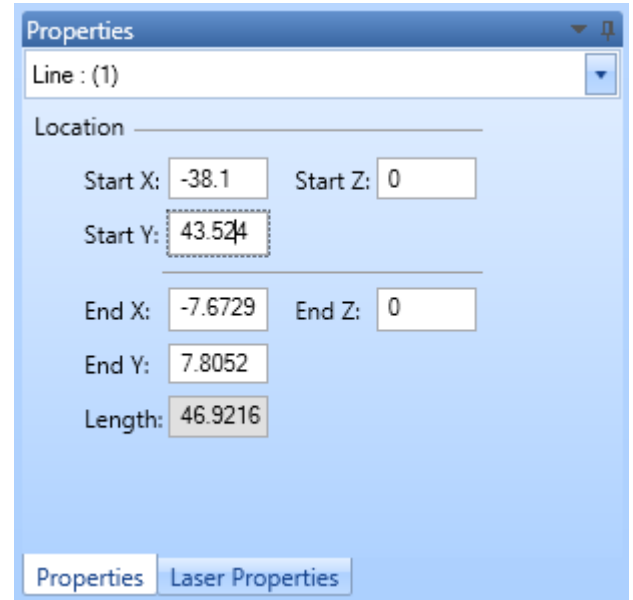 Properties
Line : (1)
Location
Start X: -38.1 Start Z: 0
Start Y: 43.524
End X: -7.6729 End Z: 0
End Y: 7.8052
Length: 46.9216
Properties Laser Properties